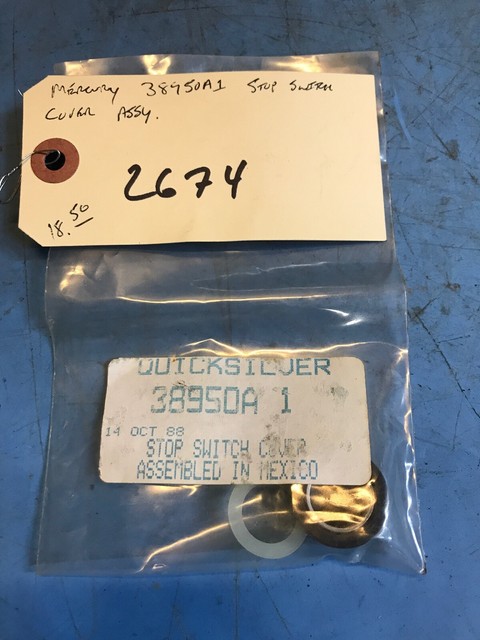 MERCURY 38950A1 STOP SWITCH
COVER ASSY.
2674
18.50
QUICKSILVER
38950A 1
14 OCT 88
STOP SWITCH COVER
ASSEMBLED IN MEXICO